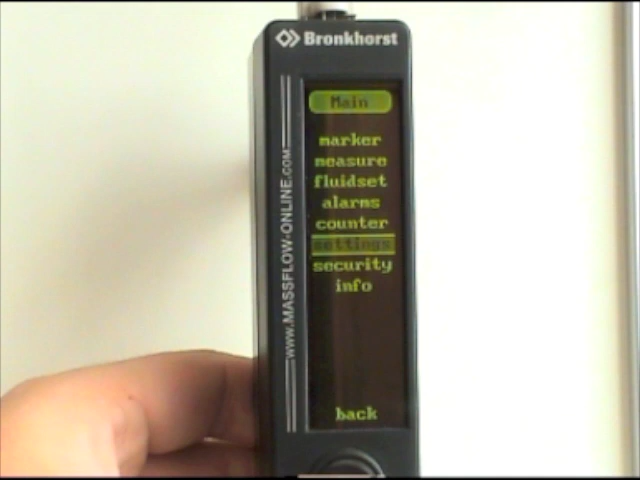 Bronkhorst
Main
marker
measure
fluidset
alarms
counter
settings
security
info
back
www.MASSFLOW-ONLINE.COM